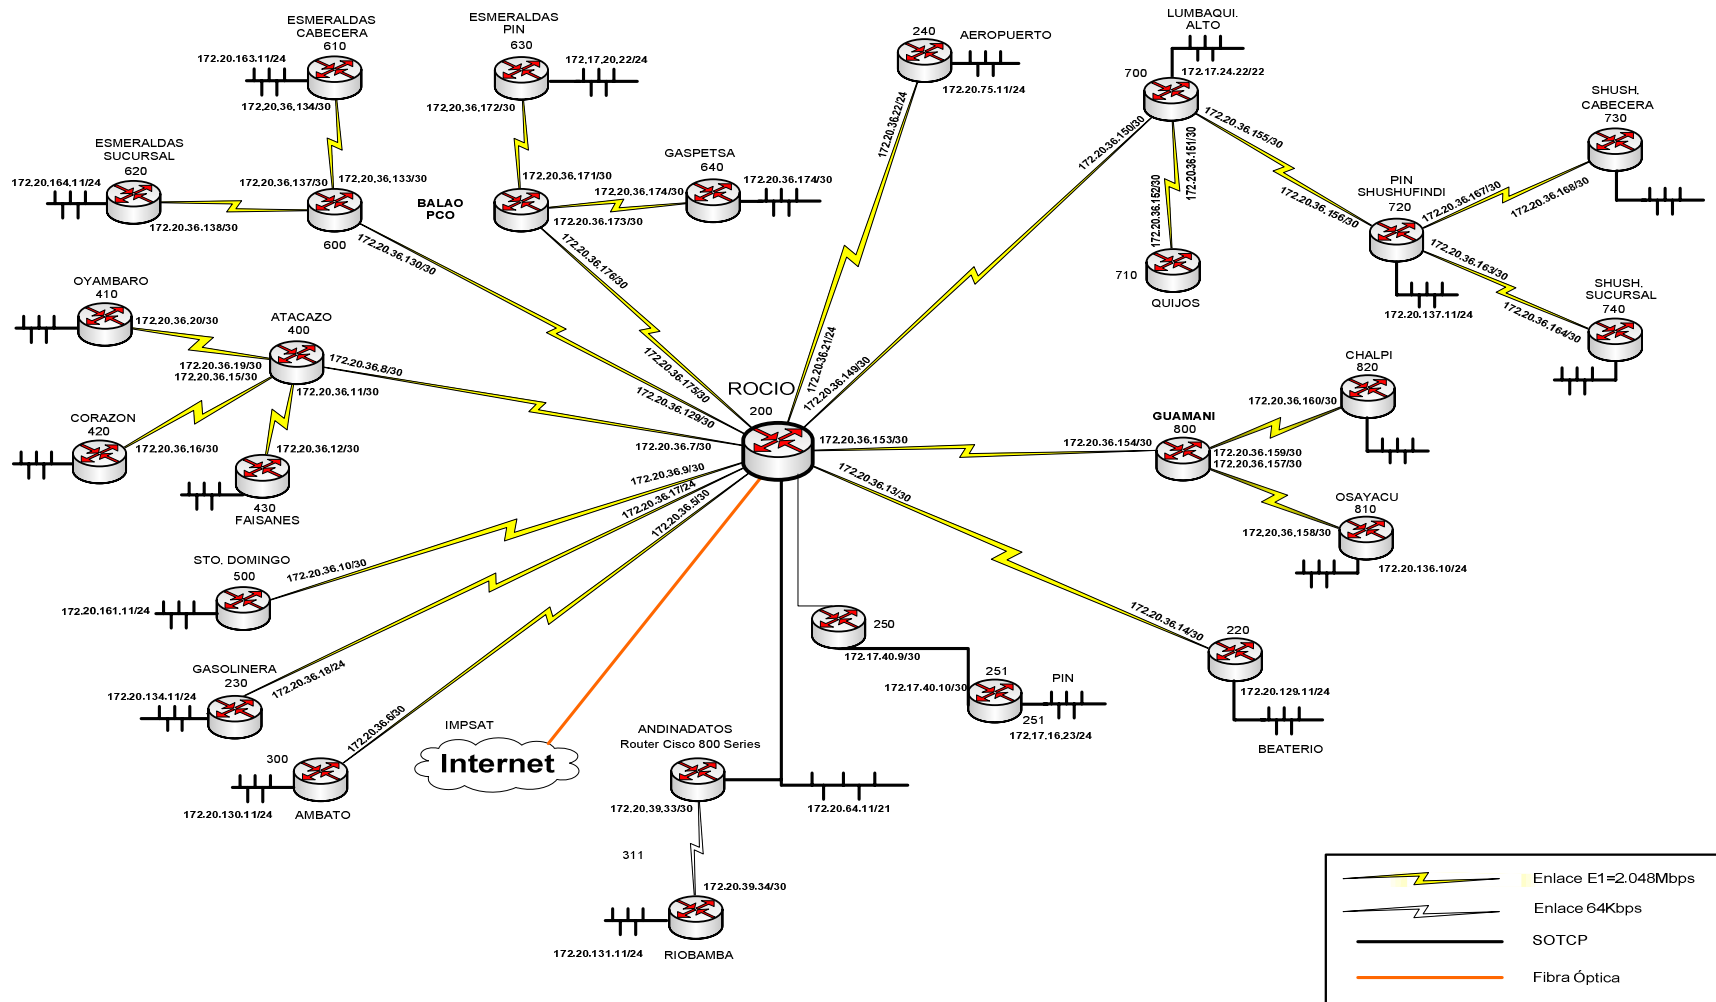 ESMERALDAS
CABECERA
610
172.20.163.11/24
172.20.36.134/30
ESMERALDAS
PIN
630
172.17.20.22/24
172.20.36.172/30
240
AEROPUERTO
172.20.75.11/24
172.20.36.22/24
172.20.36.21/24
LUMBAQUI.
ALTO
700
172.17.24.22/22
172.20.36.150/30
172.20.36.149/30
172.20.36.155/30
172.20.36.156/30
172.20.36.151/30
172.20.36.152/30
710
QUIJOS
SHUSH.
CABECERA
730
PIN
SHUSHUFINDI
720
172.20.36.167/30
172.20.36.168/30
172.20.36.163/30
172.20.36.164/30
172.20.137.11/24
SHUSH.
SUCURSAL
740
ESMERALDAS
SUCURSAL
620
172.20.164.11/24
172.20.36.138/30
172.20.36.137/30
172.20.36.133/30
600
172.20.36.130/30
172.20.36.129/30
BALAO
PCO
172.20.36.171/30
172.20.36.174/30
172.20.36.173/30
GASPETSA
640
172.20.36.174/30
172.20.36.176/30
172.20.36.175/30
OYAMBARO
410
172.20.36.20/30
ATACAZO
400
172.20.36.19/30
172.20.36.15/30
172.20.36.8/30
172.20.36.11/30
172.20.36.7/30
CORAZON
420
172.20.36.16/30
172.20.36.12/30
430
FAISANES
ROCIO
200
172.20.36.153/30
172.20.36.154/30
GUAMANI
800
172.20.36.159/30
172.20.36.157/30
CHALPI
820
172.20.36.160/30
OSAYACU
810
172.20.36.158/30
172.20.136.10/24
172.20.36.13/30
172.20.36.14/30
220
172.20.129.11/24
BEATERIO
172.20.36.9/30
172.20.36.17/24
172.20.36.5/30
STO. DOMINGO
500
172.20.36.10/30
172.20.161.11/24
GASOLINERA
230
172.20.36.18/24
172.20.134.11/24
300
172.20.36.6/30
172.20.130.11/24
AMBATO
IMPSAT
Internet
250
172.17.40.9/30
172.17.40.10/30
251
PIN
251
172.17.16.23/24
ANDINADATOS
Router Cisco 800 Series
172.20.39.33/30
172.20.64.11/21
311
172.20.39.34/30
172.20.131.11/24
RIOBAMBA
Enlace E1=2.048Mbps
Enlace 64Kbps
SOTCP
Fibra Óptica